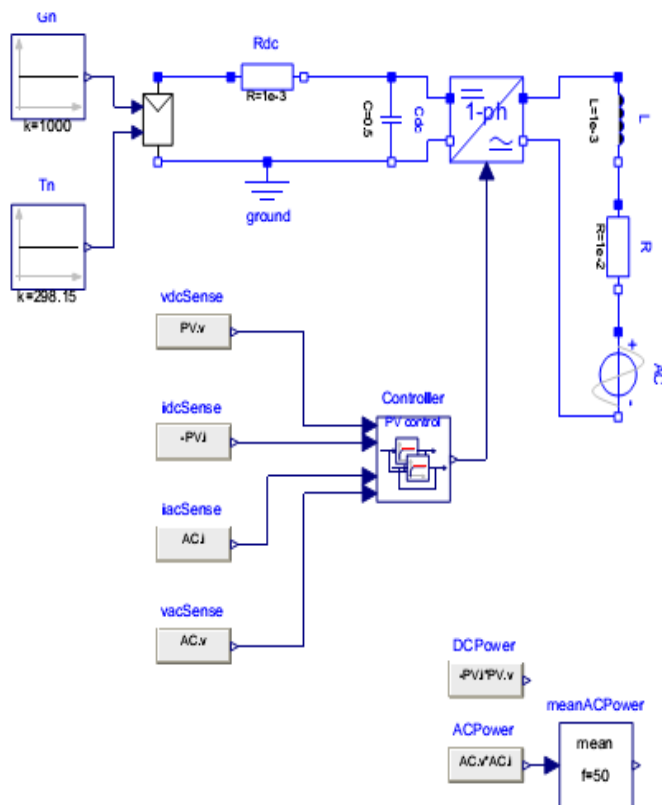 Gn
k=1000
Tn
k=298.15
Rdc
R=1e-3
C=0.5
Cdc
1-ph
L=1e-3
L
R=1e-2
R
+
-
AC
ground
vdcSense
PV.v
idcSense
-PV.i
iacSense
AC.i
vacSense
AC.v
Controller
PV control
DCPower
-PV.i*PV.v
meanACPower
ACPower
AC.v*AC.i
mean
f=50